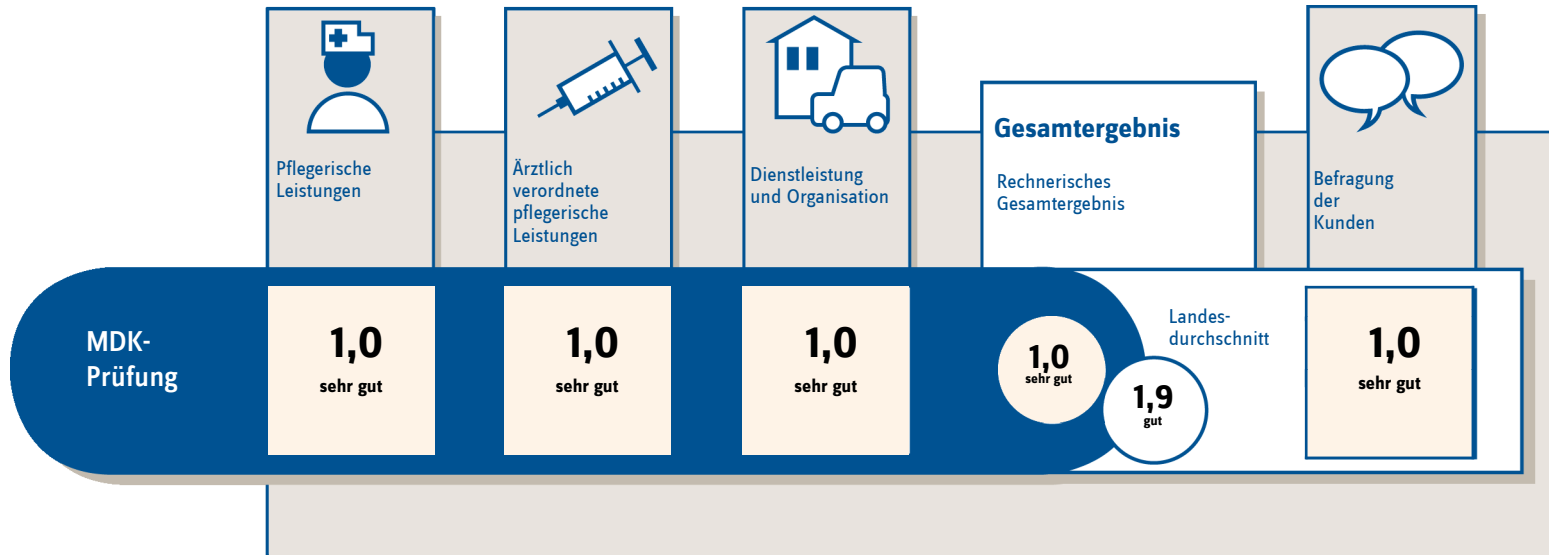 Pflegerische
Leistungen
Ärztlich
verordnete
pflegerische
Leistungen
Dienstleistung
und Organisation
Gesamtergebnis
Rechnerisches
Gesamtergebnis
Befragung
der
Kunden
MDK-
Prüfung
1,0
sehr gut
1,0
sehr gut
1,0
sehr gut
1,0
sehr gut
Landes-
durchschnitt
1,9
gut
1,0
sehr gut